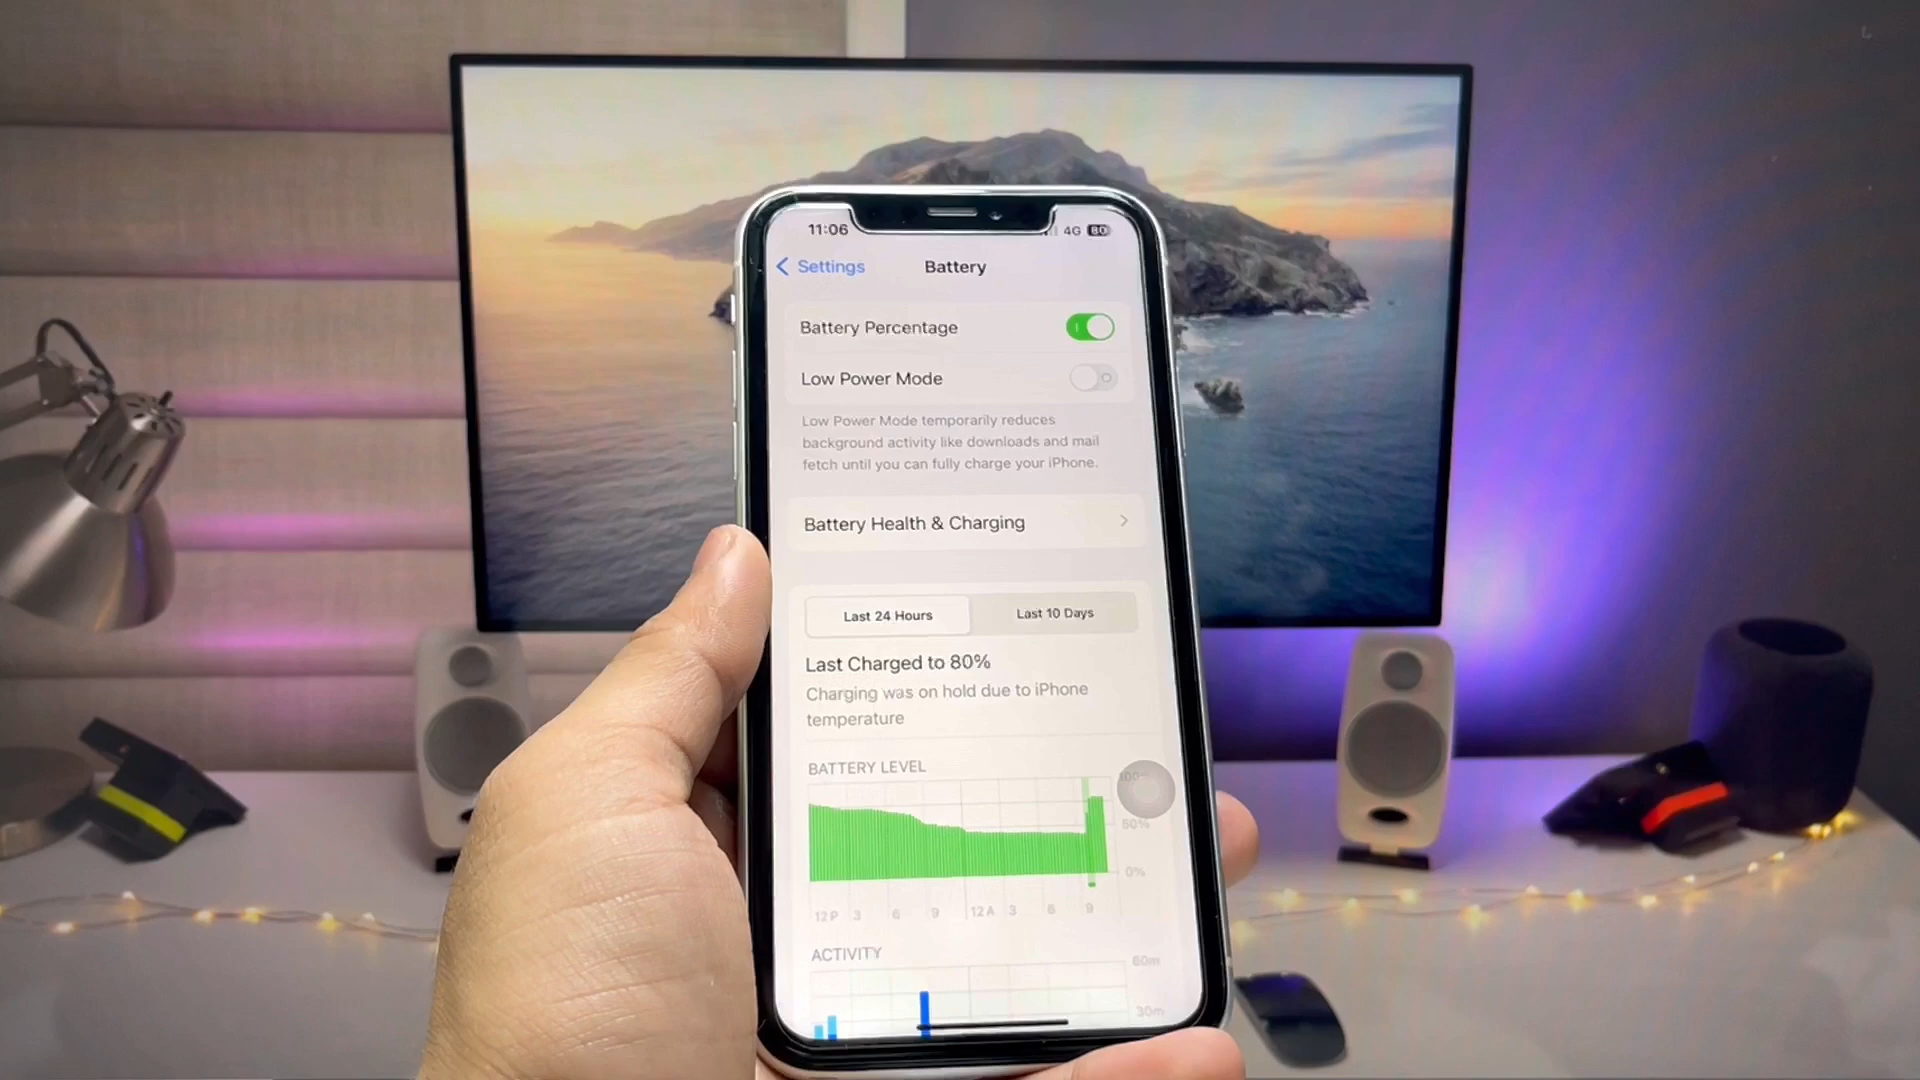 11:06
4G 80
Settings
Battery
Battery Percentage
Low Power Mode
Low Power Mode temporarily reduces
background activity like downloads and mail
fetch until you can fully charge your iPhone.
Battery Health & Charging
Last 24 Hours
Last 10 Days
Last Charged to 80%
Charging was on hold due to iPhone
temperature
BATTERY LEVEL
100%
50%
0%
12 P 3 6 9 12 A 3 6 9
ACTIVITY
60m
30m